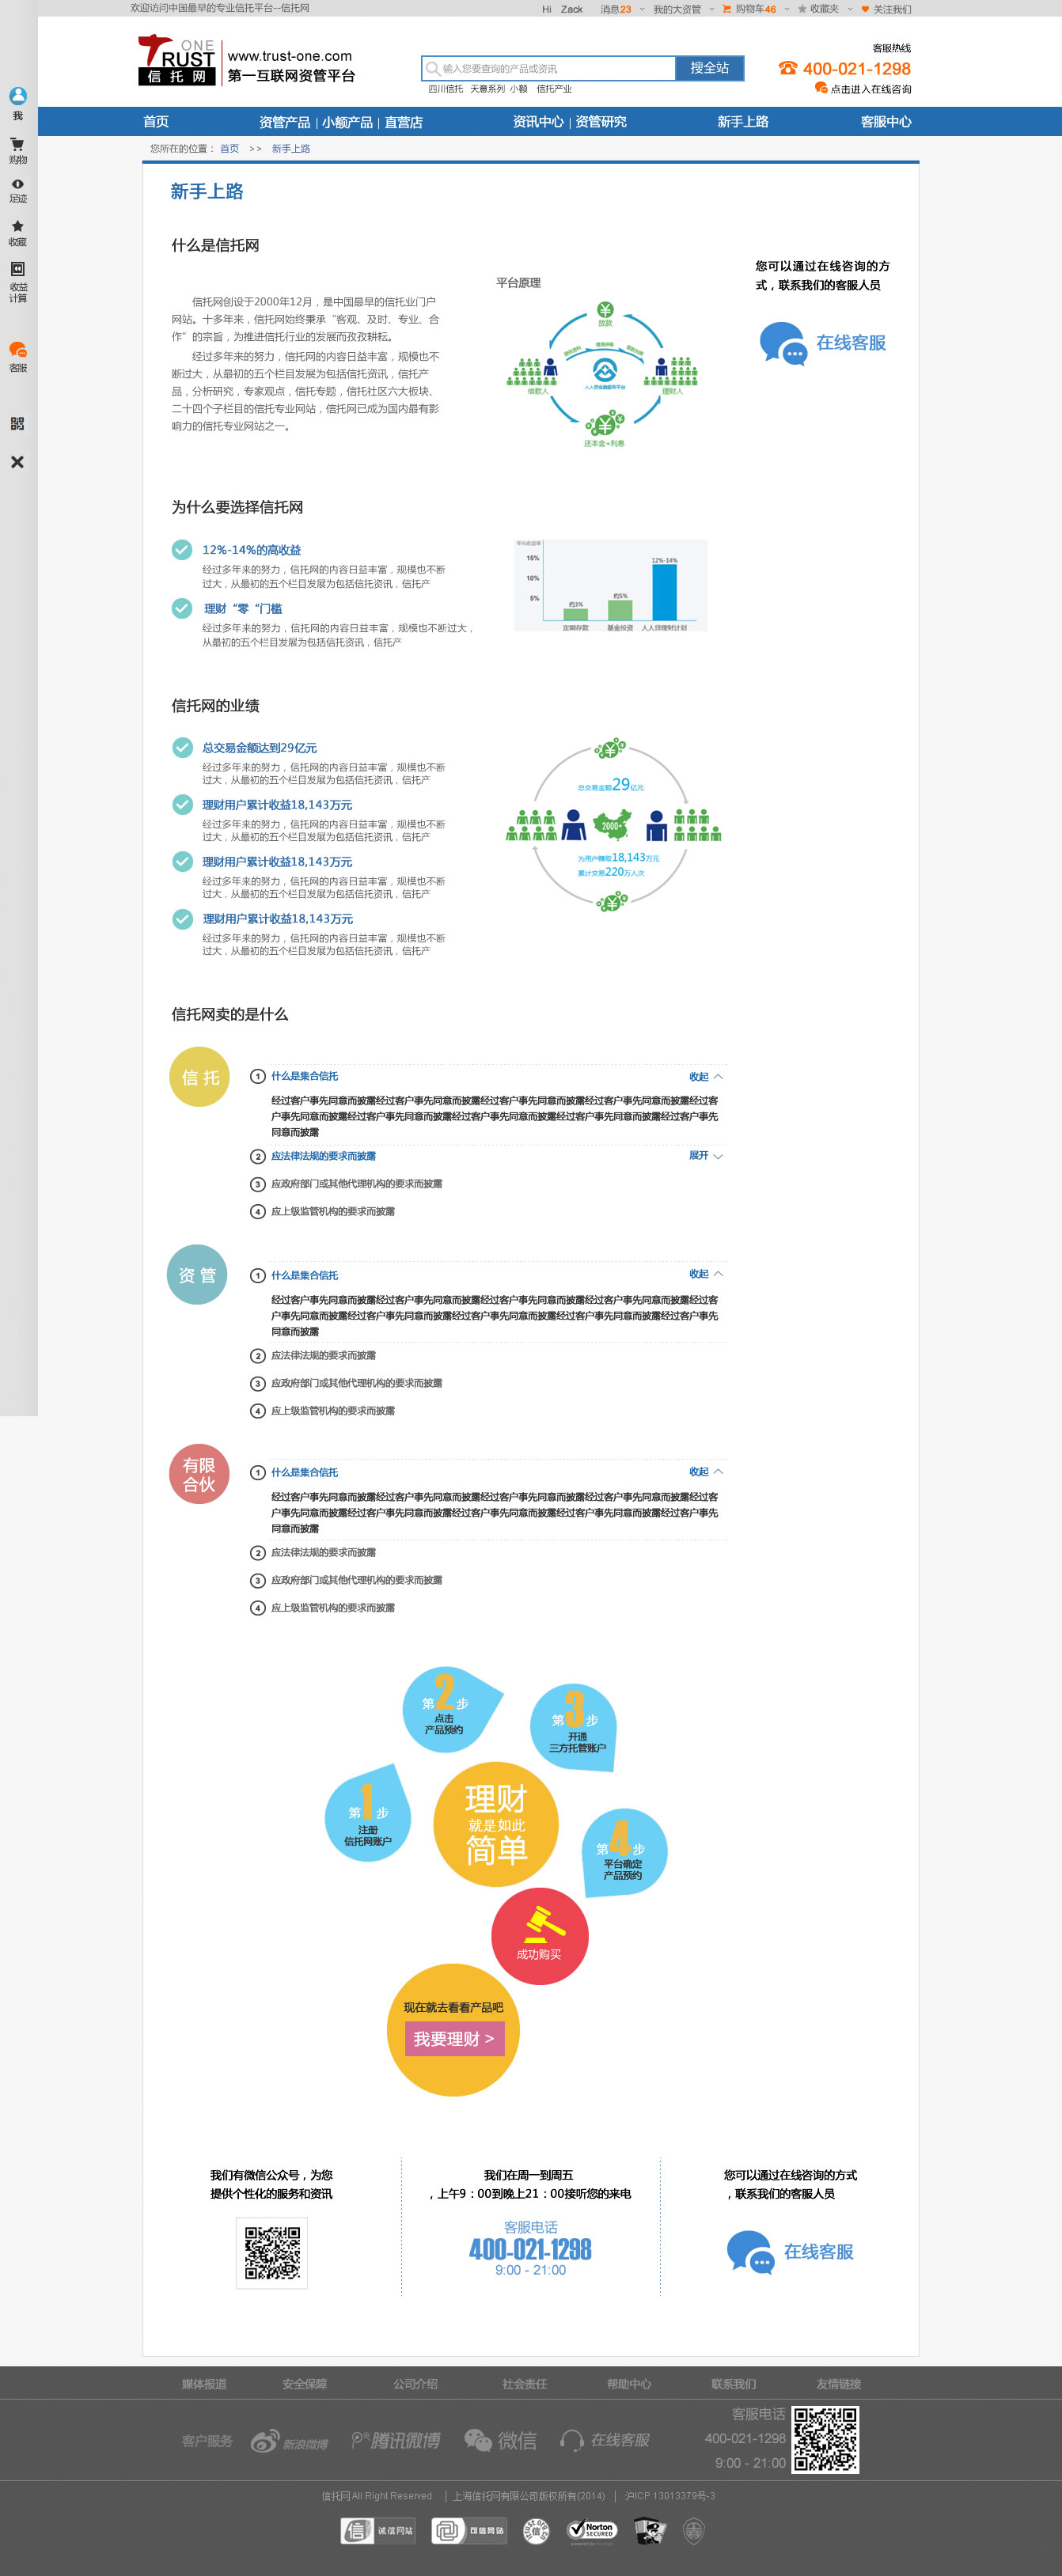 欢迎访问中国最早的专业信托平台--信托网
Hi Zack 消息23 我的大资管 购物车46 收藏夹 关注我们
TRUST ONE
信托网
www.trust-one.com
第一互联网资管平台
输入您要查询的产品或资讯 搜全站
四川信托 天意系列 小额 信托产业
客服热线
400-021-1298
点击进入在线咨询
我
购物
足迹
收藏
收益
计算
客服
首页 资管产品 | 小额产品 | 直营店 资讯中心 | 资管研究 新手上路 客服中心
您所在的位置： 首页 >> 新手上路
新手上路
什么是信托网
信托网创设于2000年12月，是中国最早的信托业门户
网站。十多年来，信托网始终秉承“客观、及时、专业、合
作”的宗旨，为推进信托行业的发展而孜孜耕耘。
经过多年来的努力，信托网的内容日益丰富，规模也不
断过大，从最初的五个栏目发展为包括信托资讯，信托产
品，分析研究，专家观点，信托专题，信托社区六大板块、
二十四个子栏目的信托专业网站，信托网已成为国内最有影
响力的信托专业网站之一。
平台原理
放款
借款人
理财人
还本金+利息
您可以通过在线咨询的方
式，联系我们的客服人员
在线客服
为什么要选择信托网
12%-14%的高收益
经过多年来的努力，信托网的内容日益丰富，规模也不断
过大，从最初的五个栏目发展为包括信托资讯，信托产
理财“零“门槛
经过多年来的努力，信托网的内容日益丰富，规模也不断过大，
从最初的五个栏目发展为包括信托资讯，信托产
15%
10%
5%
约3%
约5%
12%-14%
定期存款 基金投资 人人贷理财计划
信托网的业绩
总交易金额达到29亿元
经过多年来的努力，信托网的内容日益丰富，规模也不断
过大，从最初的五个栏目发展为包括信托资讯，信托产
理财用户累计收益18,143万元
经过多年来的努力，信托网的内容日益丰富，规模也不断
过大，从最初的五个栏目发展为包括信托资讯，信托产
理财用户累计收益18,143万元
经过多年来的努力，信托网的内容日益丰富，规模也不断
过大，从最初的五个栏目发展为包括信托资讯，信托产
理财用户累计收益18,143万元
经过多年来的努力，信托网的内容日益丰富，规模也不断
过大，从最初的五个栏目发展为包括信托资讯，信托产
总交易金额29亿元
2000+
为用户赚取18,143万元
累计交易220万人次
信托网卖的是什么
信托
1 什么是集合信托 收起
经过客户事先同意而披露经过客户事先同意而披露经过客户事先同意而披露经过客户事先同意而披露经过客
户事先同意而披露经过客户事先同意而披露经过客户事先同意而披露经过客户事先同意而披露经过客户事先
同意而披露
2 应法律法规的要求而披露 展开
3 应政府部门或其他代理机构的要求而披露
4 应上级监管机构的要求而披露
资管
1 什么是集合信托 收起
经过客户事先同意而披露经过客户事先同意而披露经过客户事先同意而披露经过客户事先同意而披露经过客
户事先同意而披露经过客户事先同意而披露经过客户事先同意而披露经过客户事先同意而披露经过客户事先
同意而披露
2 应法律法规的要求而披露
3 应政府部门或其他代理机构的要求而披露
4 应上级监管机构的要求而披露
有限
合伙
1 什么是集合信托 收起
经过客户事先同意而披露经过客户事先同意而披露经过客户事先同意而披露经过客户事先同意而披露经过客
户事先同意而披露经过客户事先同意而披露经过客户事先同意而披露经过客户事先同意而披露经过客户事先
同意而披露
2 应法律法规的要求而披露
3 应政府部门或其他代理机构的要求而披露
4 应上级监管机构的要求而披露
第1步
注册
信托网账户
第2步
点击
产品预约
第3步
开通
三方托管账户
第4步
平台确定
产品预约
理财
就是如此
简单
成功购买
现在就去看看产品吧
我要理财 >
我们有微信公众号，为您
提供个性化的服务和资讯
我们在周一到周五
，上午9：00到晚上21：00接听您的来电
客服电话
400-021-1298
9:00 - 21:00
您可以通过在线咨询的方式
，联系我们的客服人员
在线客服
媒体报道 安全保障 公司介绍 社会责任 帮助中心 联系我们 友情链接
客户服务 新浪微博 腾讯微博 微信 在线客服
客服电话
400-021-1298
9:00 - 21:00
信托网 All Right Reserved | 上海信托网有限公司版权所有(2014) | 沪ICP 13013379号-3
诚信网站 可信网站 Norton SECURED